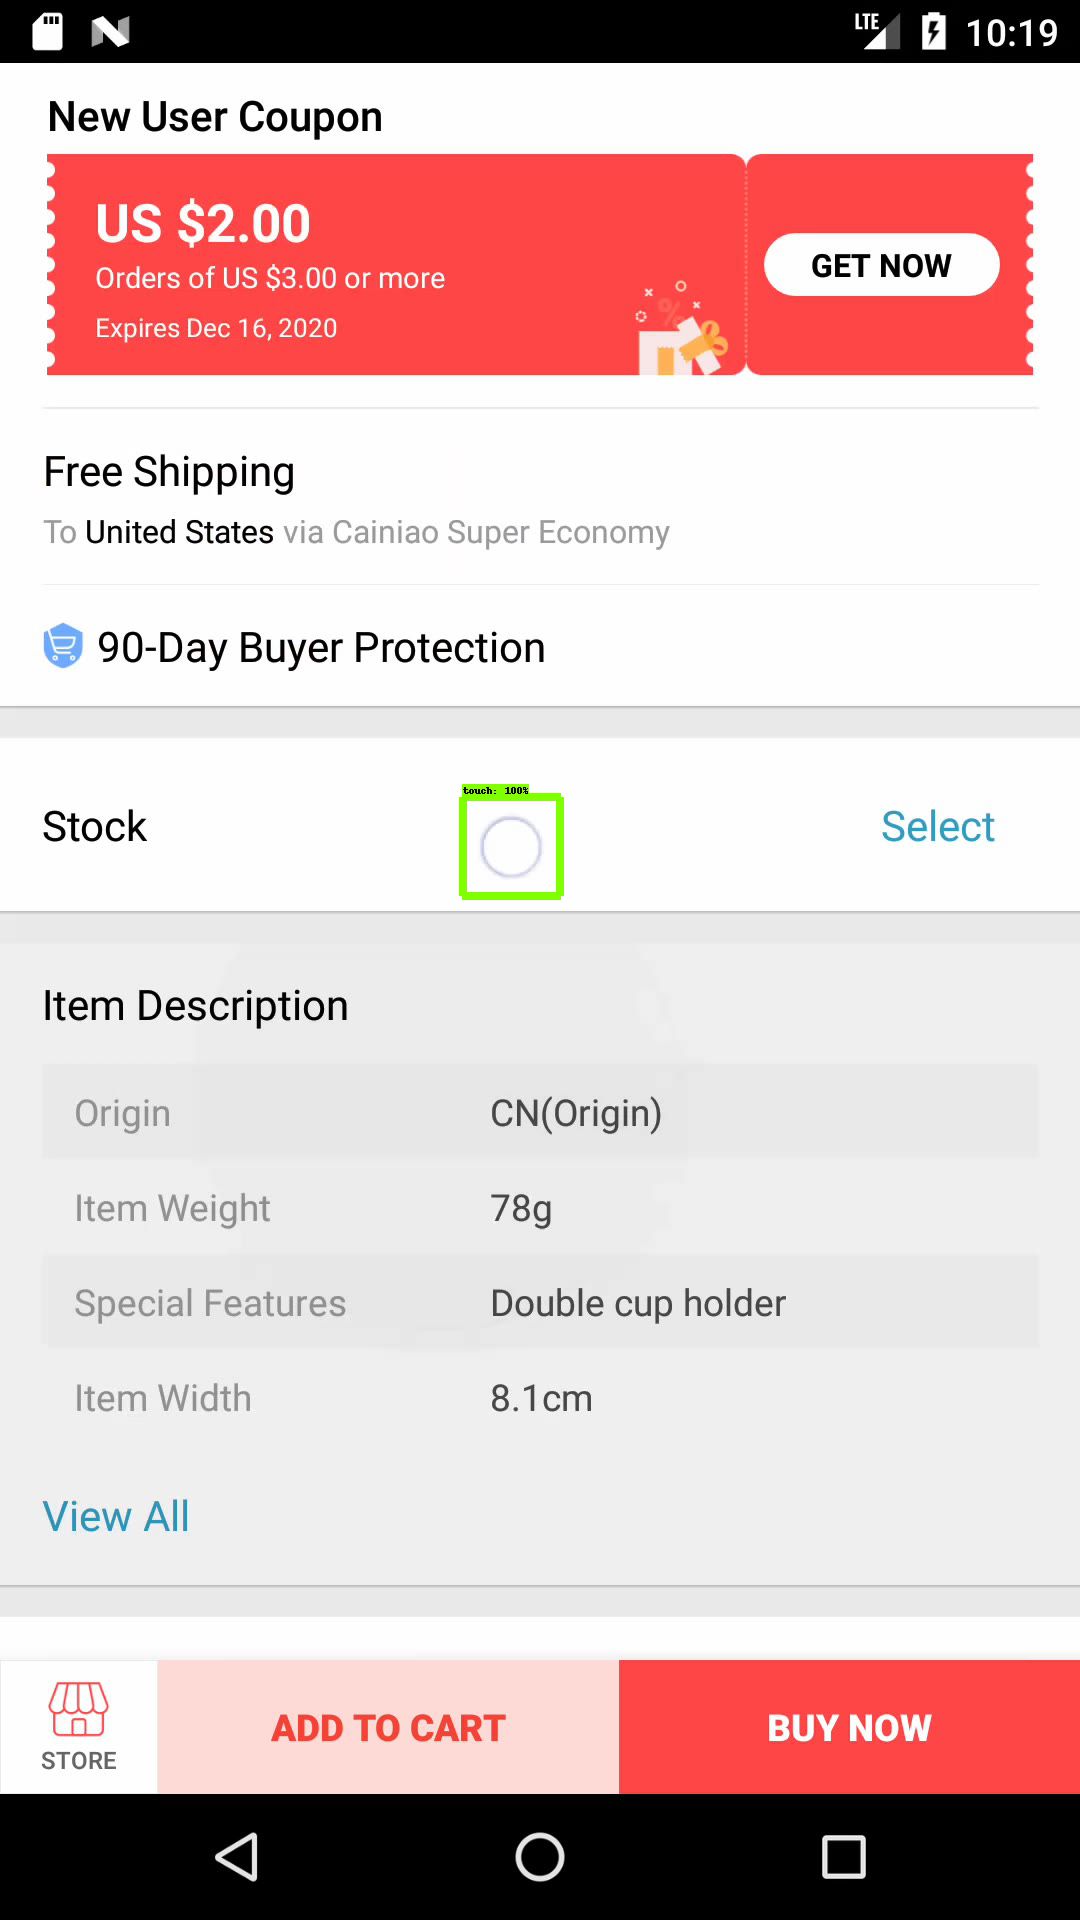 LTE 10:19
New User Coupon
US $2.00
Orders of US $3.00 or more
Expires Dec 16, 2020
GET NOW
Free Shipping
To United States via Cainiao Super Economy
90-Day Buyer Protection
touch: 100%
Stock Select
Item Description
Origin CN(Origin)
Item Weight 78g
Special Features Double cup holder
Item Width 8.1cm
View All
STORE
ADD TO CART
BUY NOW